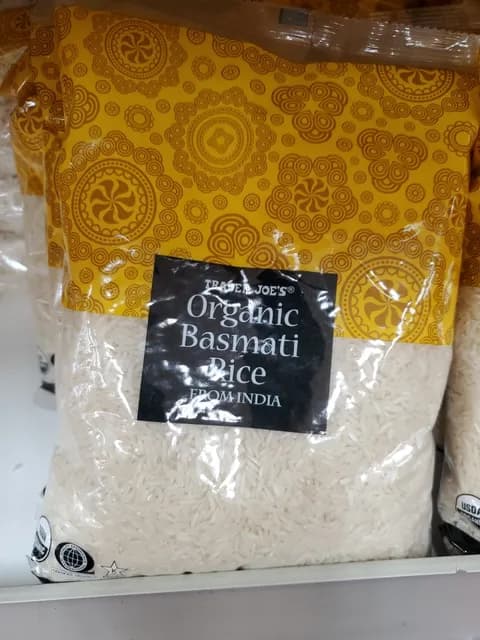 TRADER JOE'S®
Organic
Basmati
Rice
FROM INDIA
USDA